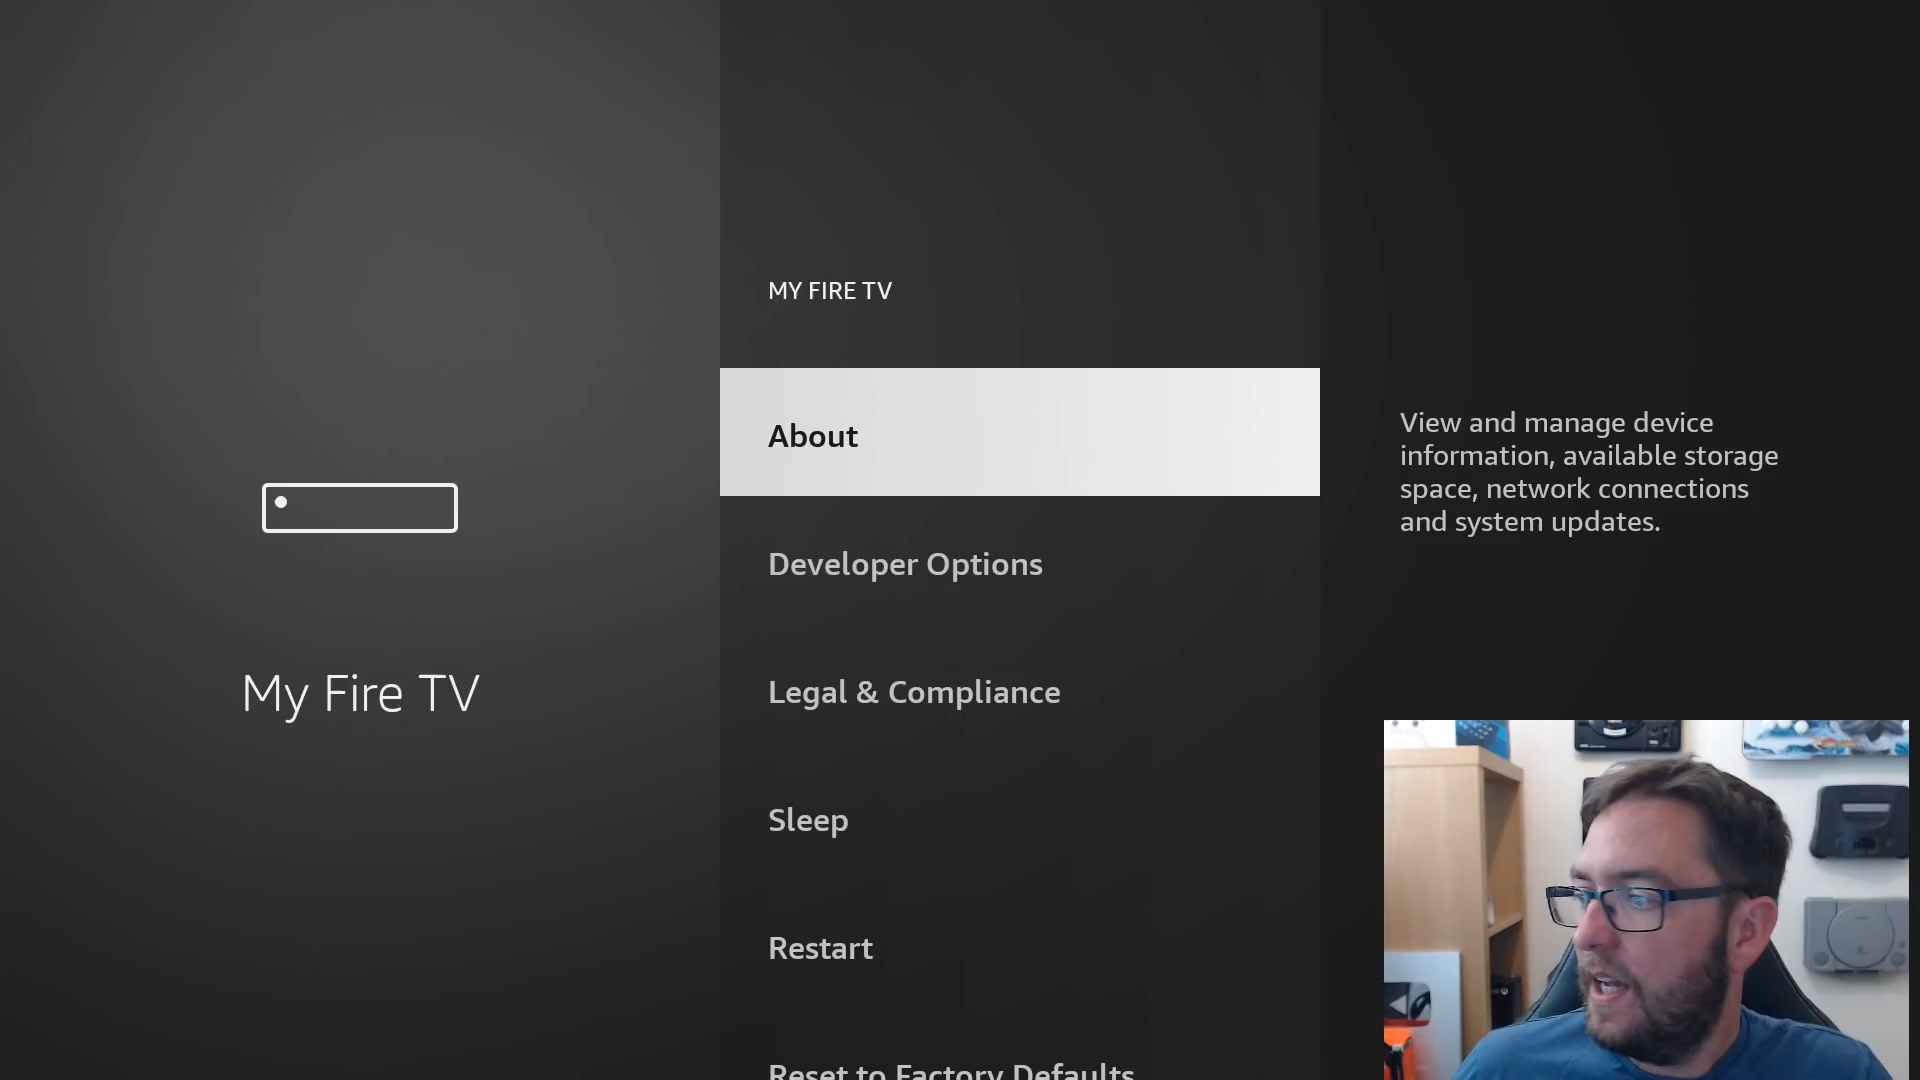 MY FIRE TV
About
Developer Options
Legal & Compliance
Sleep
Restart
Reset to Factory Defaults
My Fire TV
View and manage device
information, available storage
space, network connections
and system updates.